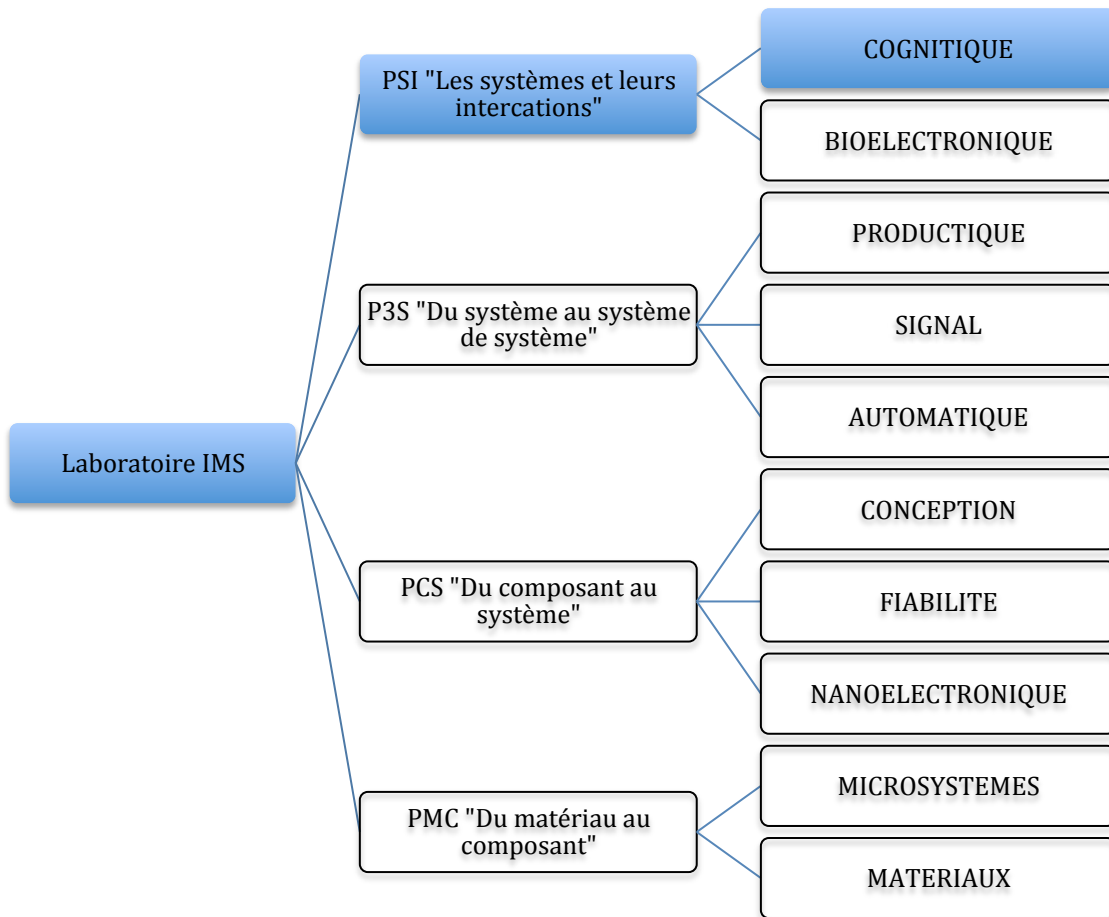 Laboratoire IMS
PSI "Les systèmes et leurs
intercations"
COGNITIQUE
BIOELECTRONIQUE
P3S "Du système au système
de système"
PRODUCTIQUE
SIGNAL
AUTOMATIQUE
PCS "Du composant au
système"
CONCEPTION
FIABILITE
NANOELECTRONIQUE
PMC "Du matériau au
composant"
MICROSYSTEMES
MATERIAUX